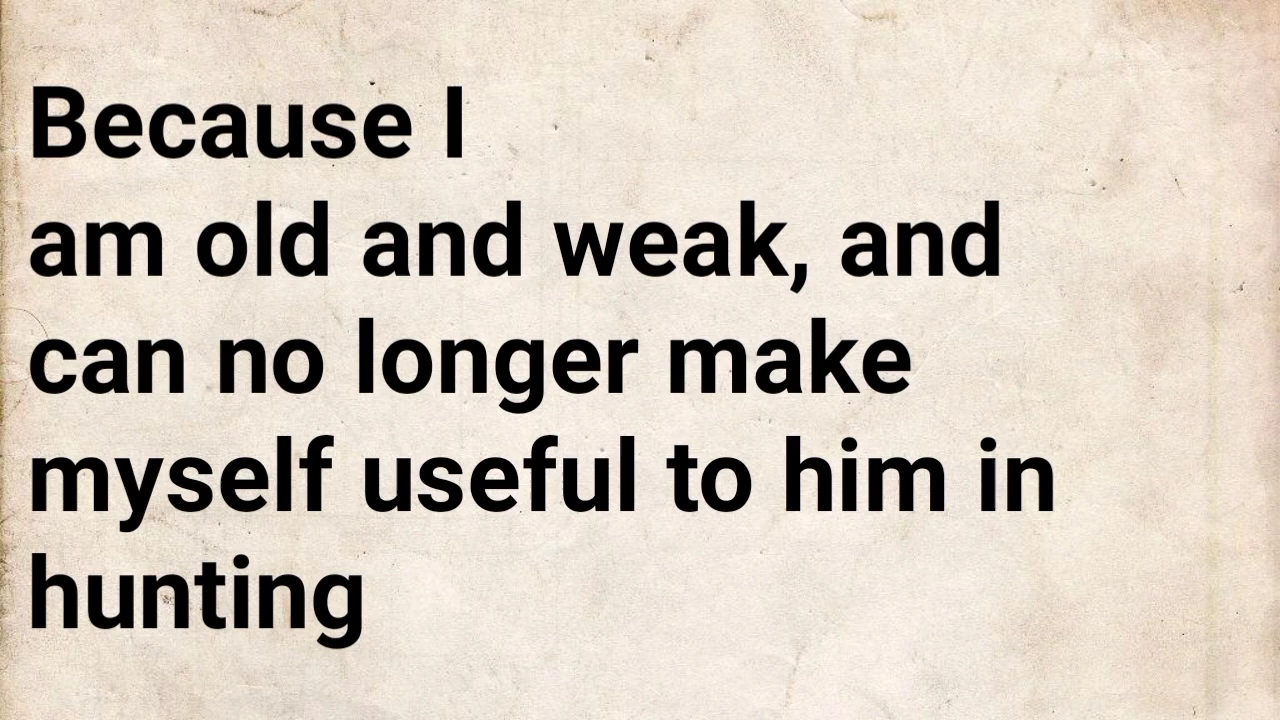 Because I
am old and weak, and
can no longer make
myself useful to him in
hunting